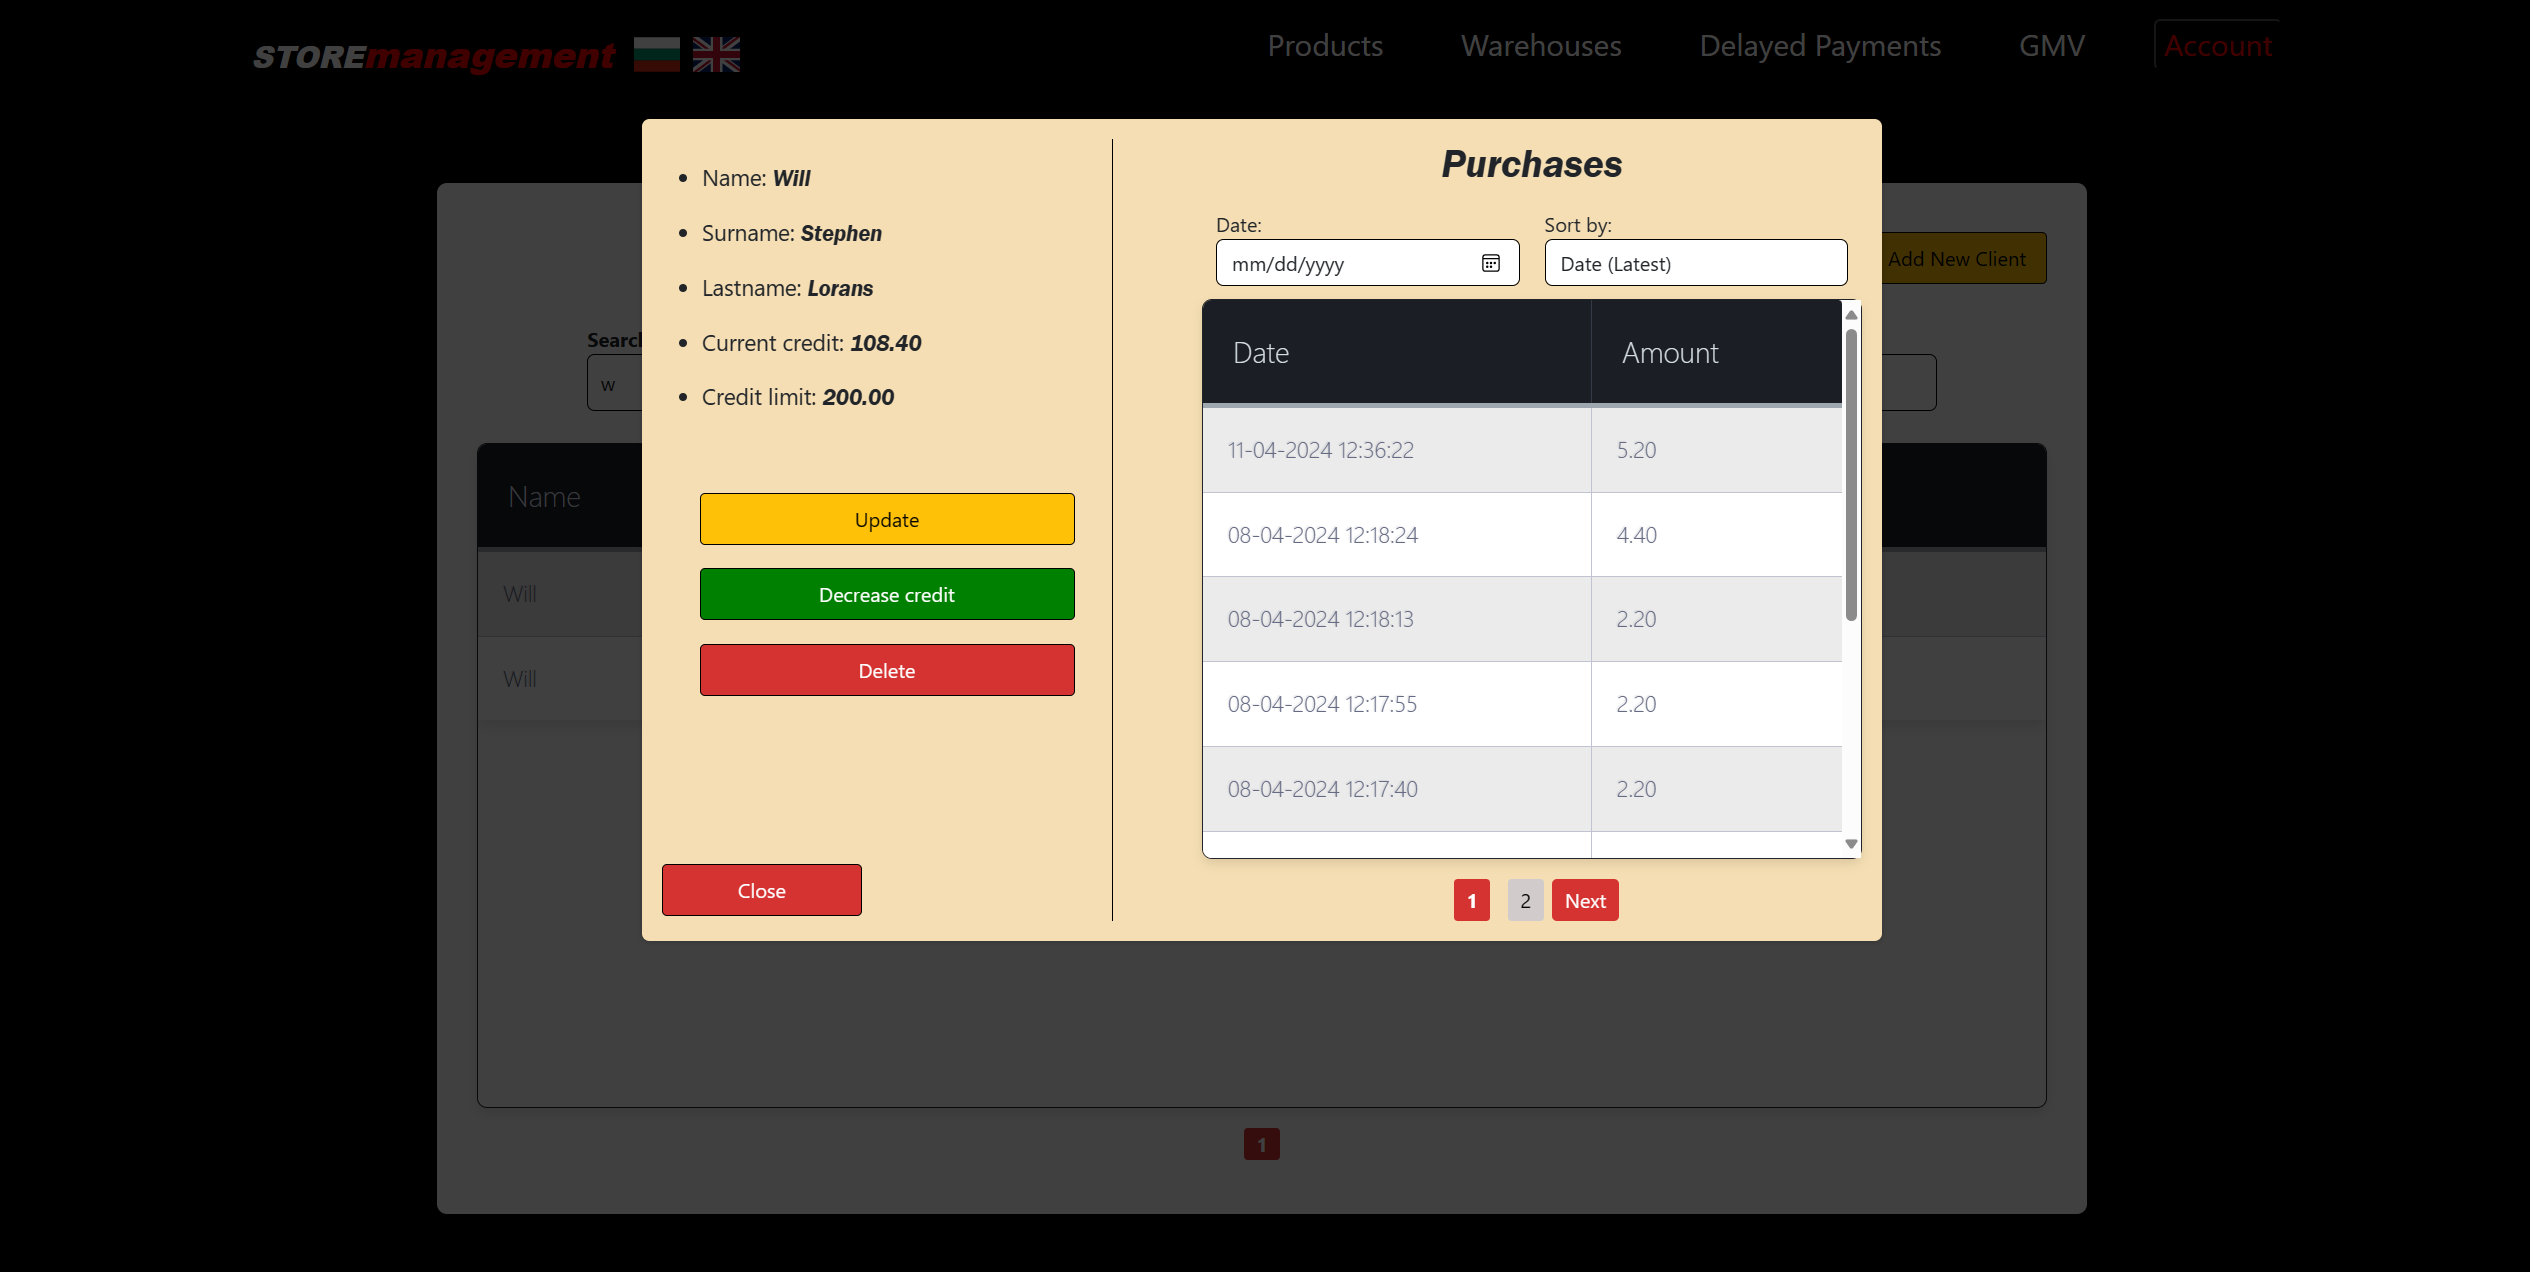 STOREmanagement
Products Warehouses Delayed Payments GMV Account
Add New Client
w
Name
Will
Will
1
Name: Will
Surname: Stephen
Lastname: Lorans
Current credit: 108.40
Credit limit: 200.00
Update
Decrease credit
Delete
Close
Purchases
Date: Sort by:
mm/dd/yyyy Date (Latest)
Date Amount
11-04-2024 12:36:22 5.20
08-04-2024 12:18:24 4.40
08-04-2024 12:18:13 2.20
08-04-2024 12:17:55 2.20
08-04-2024 12:17:40 2.20
1 2 Next